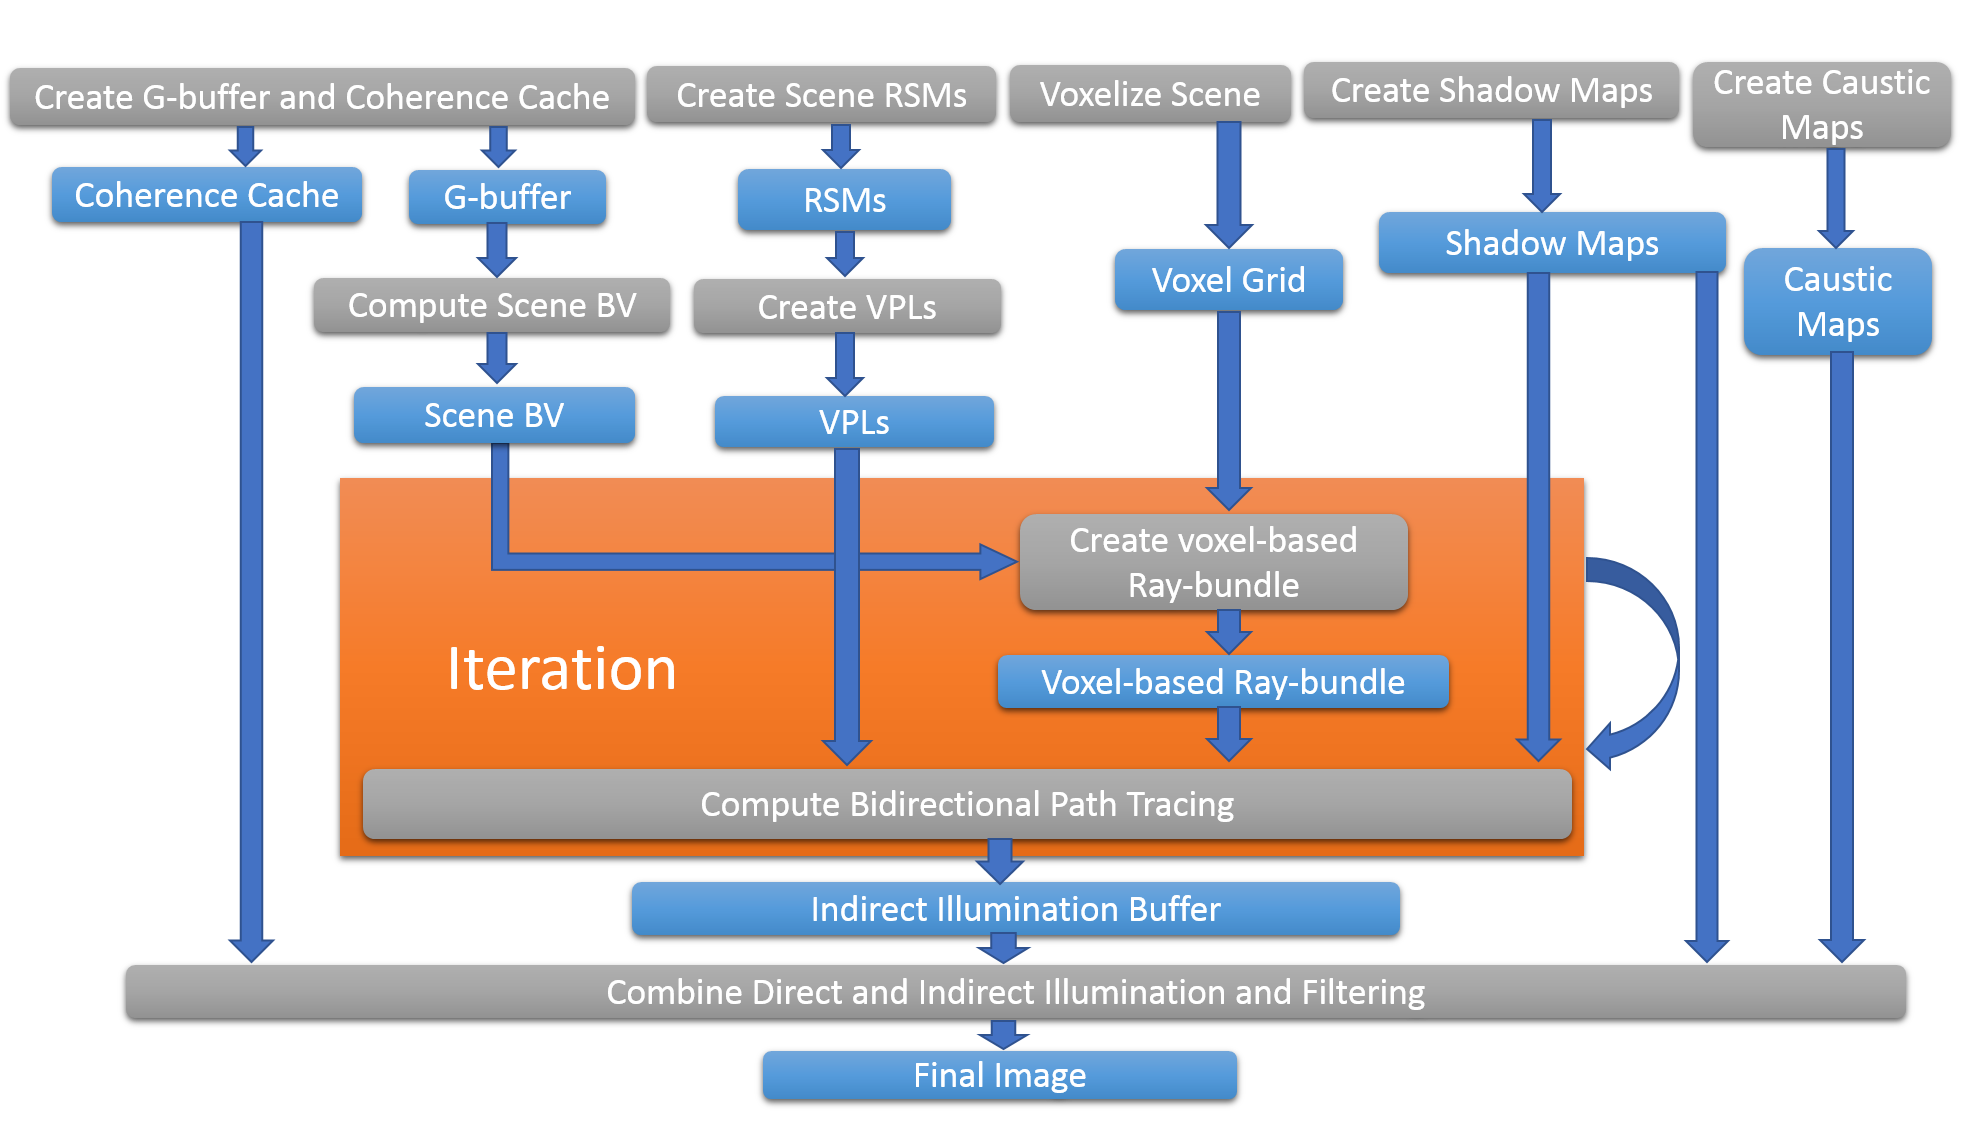 Create G-buffer and Coherence Cache
Create Scene RSMs
Voxelize Scene
Create Shadow Maps
Create Caustic
Maps
Coherence Cache
G-buffer
RSMs
Shadow Maps
Voxel Grid
Caustic
Maps
Compute Scene BV
Create VPLs
Scene BV
VPLs
Create voxel-based
Ray-bundle
Iteration
Voxel-based Ray-bundle
Compute Bidirectional Path Tracing
Indirect Illumination Buffer
Combine Direct and Indirect Illumination and Filtering
Final Image